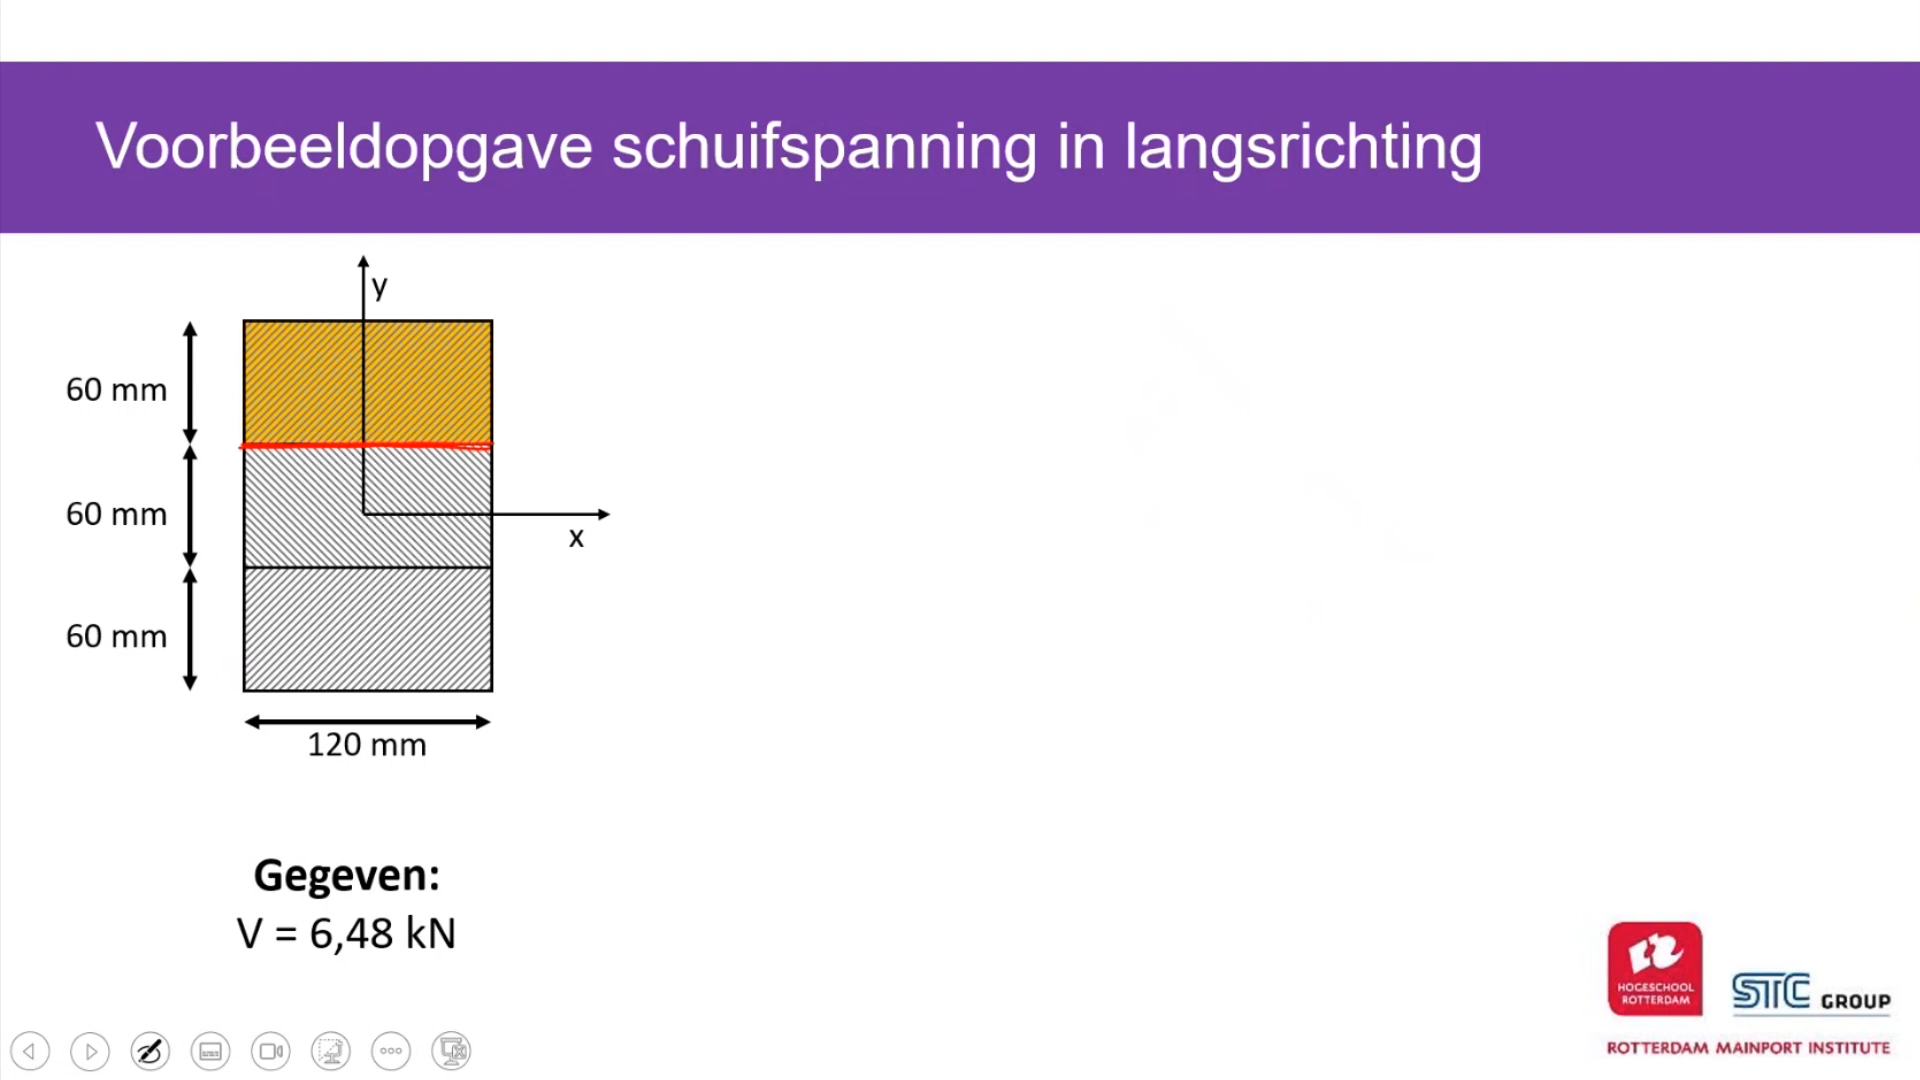 Voorbeeldopgave schuifspanning in langsrichting
y
60 mm
60 mm
x
60 mm
120 mm
Gegeven:
V = 6,48 kN
HOGESCHOOL
ROTTERDAM
STC GROUP
ROTTERDAM MAINPORT INSTITUTE